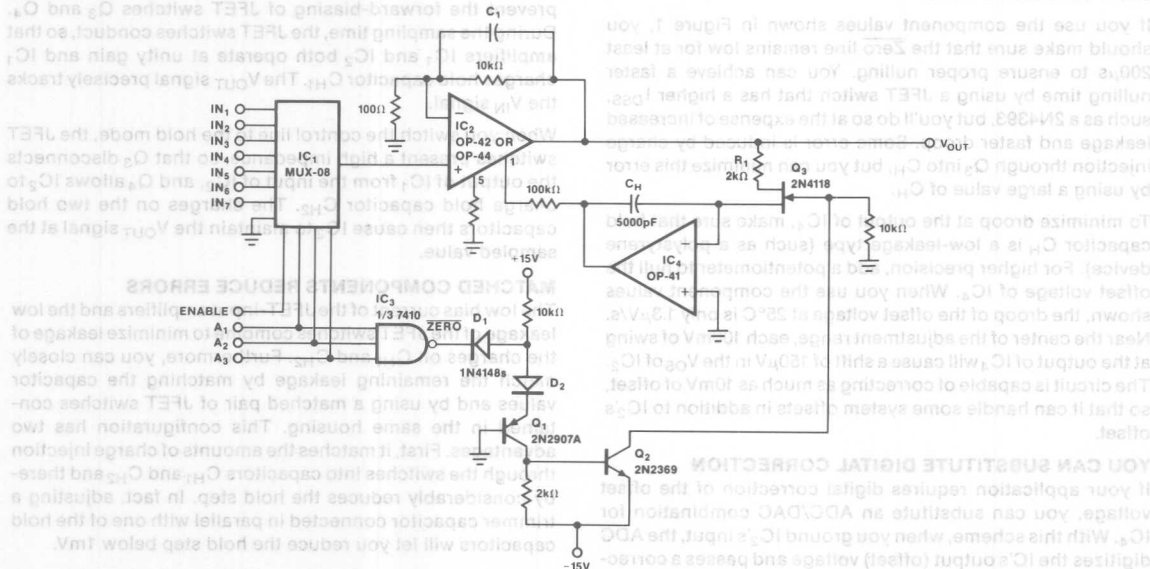 C1
10kΩ
100Ω
IC2
OP-42 OR
OP-44
1
5
IN1
IN2
IN3
IN4
IN5
IN6
IN7
IC1
MUX-08
100kΩ
CH
5000pF
R1
2kΩ
Q3
2N4118
VOUT
10kΩ
IC4
OP-41
+15V
10kΩ
ENABLE
A1
A2
A3
IC3
1/3 7410
ZERO
D1
1N4148s
D2
Q1
2N2907A
Q2
2N2369
2kΩ
-15V
prevent the forward-biasing of JFET switches Q3 and Q4.
During the sampling time, the JFET switches conduct, so that
amplifiers IC1 and IC2 both operate at unity gain and IC1
charges hold capacitor CH1. The VOUT signal precisely tracks
the VIN signal.
When you switch the control line to the hold mode, the JFET
switches present a high impedance so that Q3 disconnects
the output of IC1 from the input of and Q4 allows IC2 to
charge hold capacitor CH2. The charges on the two hold
capacitors then cause to maintain the VOUT signal at the
sampled value.
MATCHED COMPONENTS REDUCE ERRORS
The low bias current of the JFET-input amplifiers and the low
leakage of the JFET switches combine to minimize leakage of
the charges on CH1 and CH2. Furthermore, you can closely
match the remaining leakage by matching the capacitor
values and by using a matched pair of JFET switches con-
tained in the same housing. This configuration has two
advantages. First, it matches the amounts of charge injection
through the switches into capacitors CH1 and CH2 and there-
by considerably reduces the hold step. In fact, adjusting a
trimmer capacitor connected in parallel with one of the hold
capacitors will let you reduce the hold step below 1mV.
If you use the component values shown in Figure 1, you
should make sure that the Zero line remains low for at least
200μs to ensure proper nulling. You can achieve a faster
nulling time by using a JFET switch that has a higher IDSS,
such as a 2N4393, but you'll do so at the expense of increased
leakage and faster droop. Some error is induced by charge
injection through Q3 into CH, but you can minimize this error
by using a large value of CH.
To minimize droop at the output of IC4, make sure that hold
capacitor CH is a low-leakage type (such as a polystyrene
device). For higher precision, add a potentiometer to null the
offset voltage of IC4. When you use the component values
shown, the droop of the offset voltage at 25°C is only 1.3μV/s.
Near the center of the adjustment range, each of swing
at the output of IC4 will cause a shift of 150μV in the VOS of IC2.
The circuit is capable of correcting as much as 10mV of offset,
so that it can handle some system offsets in addition to IC2's
offset.
YOU CAN SUBSTITUTE DIGITAL CORRECTION
If your application requires digital correction of the offset
voltage, you can substitute an ADC/DAC combination for
IC4. With this scheme, when you ground IC2's input, the ADC
digitizes the IC's output (offset) voltage and passes a correc-